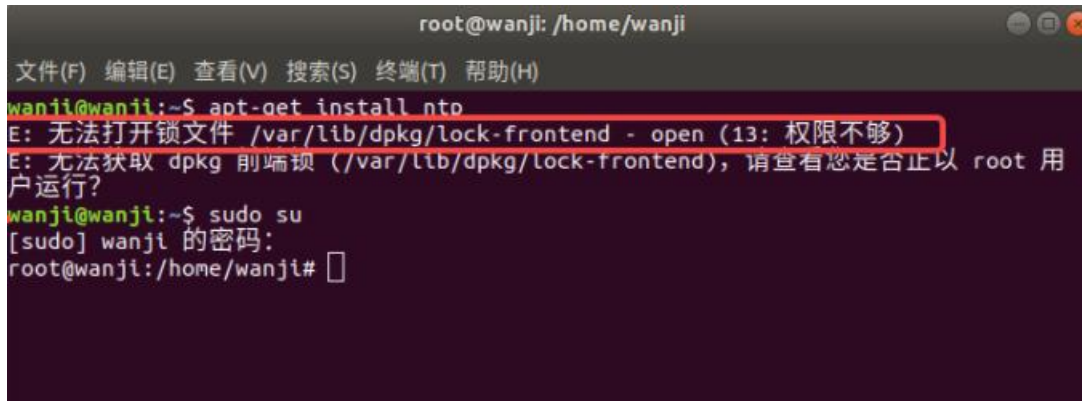 root@wanji: /home/wanji
文件(F) 编辑(E) 查看(V) 搜索(S) 终端(T) 帮助(H)
wanji@wanji:~$ apt-get install ntp
E: 无法打开锁文件 /var/lib/dpkg/lock-frontend - open (13: 权限不够)
E: 无法获取 dpkg 前端锁 (/var/lib/dpkg/lock-frontend)，请查看您是否正以 root 用
户运行？
wanji@wanji:~$ sudo su
[sudo] wanji 的密码：
root@wanji:/home/wanji#